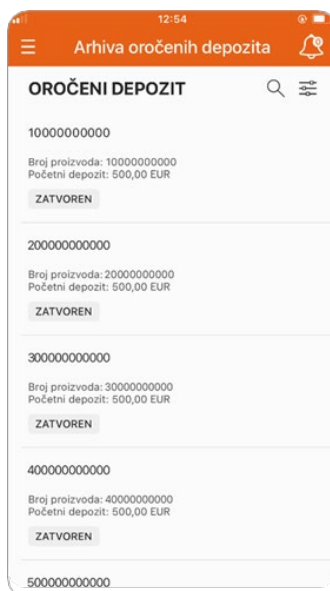 12:54
Arhiva oročenih depozita
OROČENI DEPOZIT
10000000000
Broj proizvoda: 10000000000
Početni depozit: 500,00 EUR
ZATVOREN
200000000000
Broj proizvoda: 20000000000
Početni depozit: 500,00 EUR
ZATVOREN
300000000000
Broj proizvoda: 30000000000
Početni depozit: 500,00 EUR
ZATVOREN
400000000000
Broj proizvoda: 40000000000
Početni depozit: 500,00 EUR
ZATVOREN
500000000000